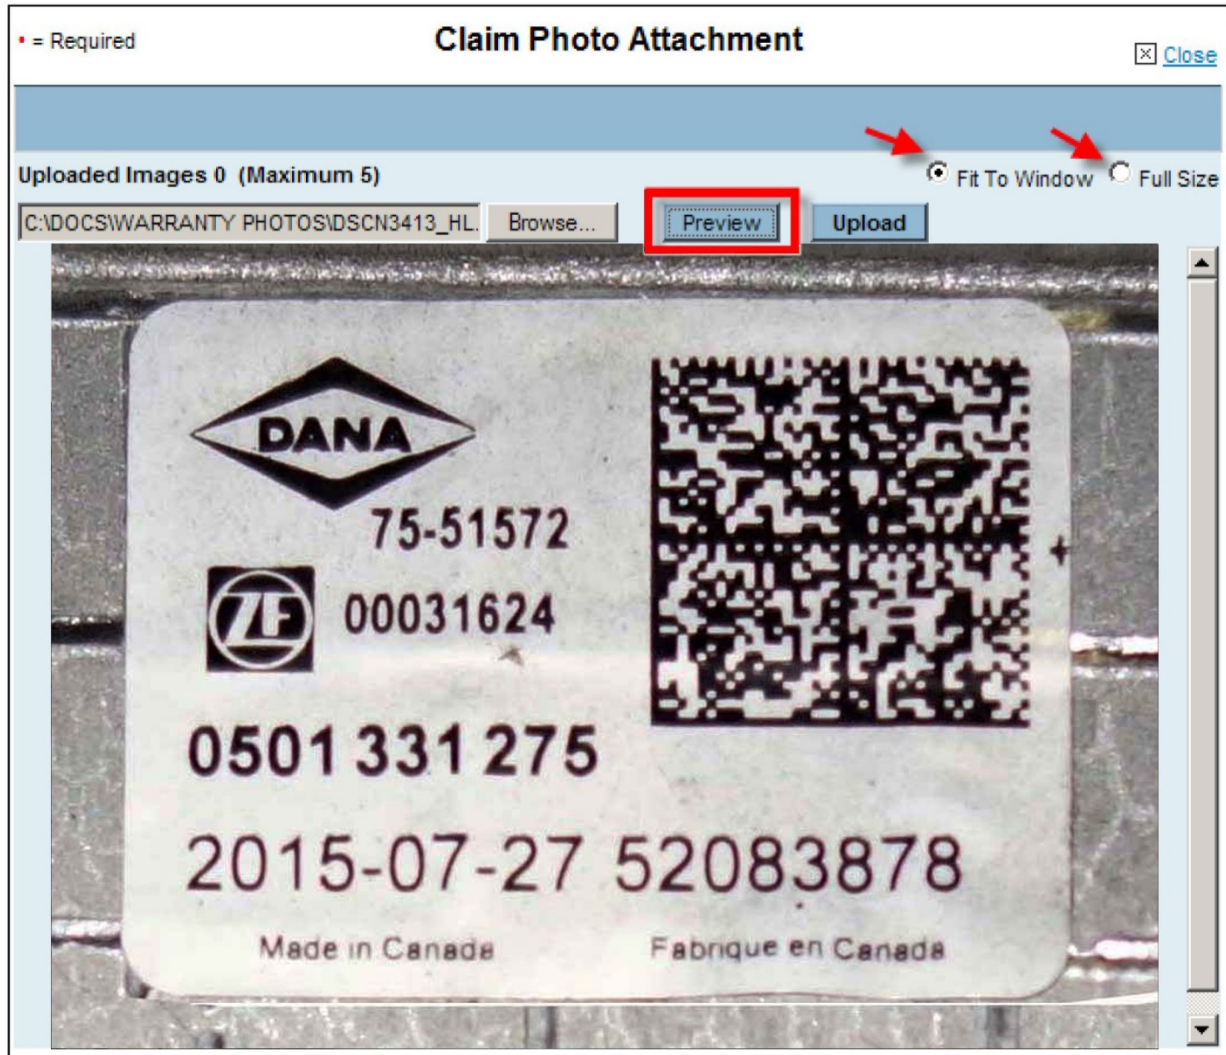 • = Required
Claim Photo Attachment
Close
Uploaded Images 0 (Maximum 5)
Fit To Window
Full Size
C:\DOCS\WARRANTY PHOTOS\DSCN3413_HL.
Browse...
Preview
Upload
DANA
75-51572
ZF
00031624
0501 331 275
2015-07-27 52083878
Made in Canada
Fabrique en Canada